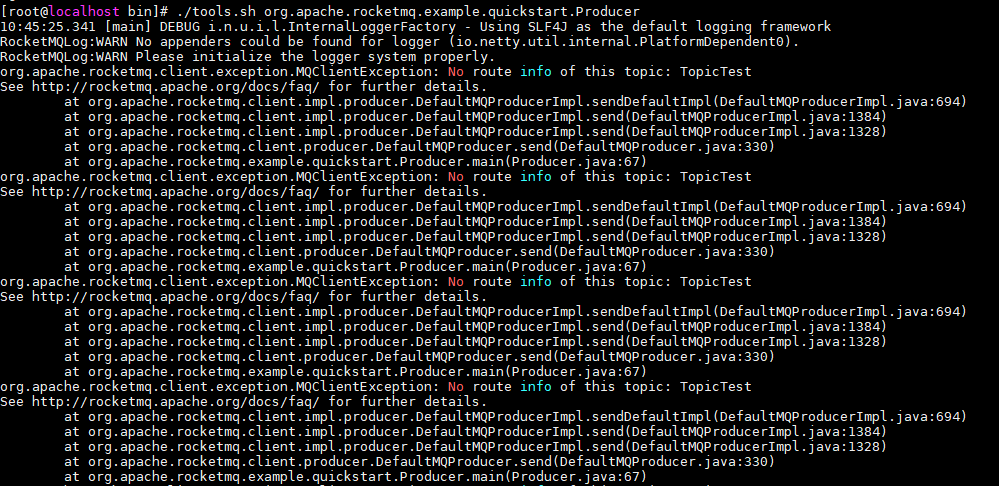 [root@localhost bin]# ./tools.sh org.apache.rocketmq.example.quickstart.Producer
10:45:25.341 [main] DEBUG i.n.u.i.l.InternalLoggerFactory - Using SLF4J as the default logging framework
RocketMQLog:WARN No appenders could be found for logger (io.netty.util.internal.PlatformDependent0).
RocketMQLog:WARN Please initialize the logger system properly.
org.apache.rocketmq.client.exception.MQClientException: No route info of this topic: TopicTest
See http://rocketmq.apache.org/docs/faq/ for further details.
        at org.apache.rocketmq.client.impl.producer.DefaultMQProducerImpl.sendDefaultImpl(DefaultMQProducerImpl.java:694)
        at org.apache.rocketmq.client.impl.producer.DefaultMQProducerImpl.send(DefaultMQProducerImpl.java:1384)
        at org.apache.rocketmq.client.impl.producer.DefaultMQProducerImpl.send(DefaultMQProducerImpl.java:1328)
        at org.apache.rocketmq.client.producer.DefaultMQProducer.send(DefaultMQProducer.java:330)
        at org.apache.rocketmq.example.quickstart.Producer.main(Producer.java:67)
org.apache.rocketmq.client.exception.MQClientException: No route info of this topic: TopicTest
See http://rocketmq.apache.org/docs/faq/ for further details.
        at org.apache.rocketmq.client.impl.producer.DefaultMQProducerImpl.sendDefaultImpl(DefaultMQProducerImpl.java:694)
        at org.apache.rocketmq.client.impl.producer.DefaultMQProducerImpl.send(DefaultMQProducerImpl.java:1384)
        at org.apache.rocketmq.client.impl.producer.DefaultMQProducerImpl.send(DefaultMQProducerImpl.java:1328)
        at org.apache.rocketmq.client.producer.DefaultMQProducer.send(DefaultMQProducer.java:330)
        at org.apache.rocketmq.example.quickstart.Producer.main(Producer.java:67)
org.apache.rocketmq.client.exception.MQClientException: No route info of this topic: TopicTest
See http://rocketmq.apache.org/docs/faq/ for further details.
        at org.apache.rocketmq.client.impl.producer.DefaultMQProducerImpl.sendDefaultImpl(DefaultMQProducerImpl.java:694)
        at org.apache.rocketmq.client.impl.producer.DefaultMQProducerImpl.send(DefaultMQProducerImpl.java:1384)
        at org.apache.rocketmq.client.impl.producer.DefaultMQProducerImpl.send(DefaultMQProducerImpl.java:1328)
        at org.apache.rocketmq.client.producer.DefaultMQProducer.send(DefaultMQProducer.java:330)
        at org.apache.rocketmq.example.quickstart.Producer.main(Producer.java:67)
org.apache.rocketmq.client.exception.MQClientException: No route info of this topic: TopicTest
See http://rocketmq.apache.org/docs/faq/ for further details.
        at org.apache.rocketmq.client.impl.producer.DefaultMQProducerImpl.sendDefaultImpl(DefaultMQProducerImpl.java:694)
        at org.apache.rocketmq.client.impl.producer.DefaultMQProducerImpl.send(DefaultMQProducerImpl.java:1384)
        at org.apache.rocketmq.client.impl.producer.DefaultMQProducerImpl.send(DefaultMQProducerImpl.java:1328)
        at org.apache.rocketmq.client.producer.DefaultMQProducer.send(DefaultMQProducer.java:330)
        at org.apache.rocketmq.example.quickstart.Producer.main(Producer.java:67)